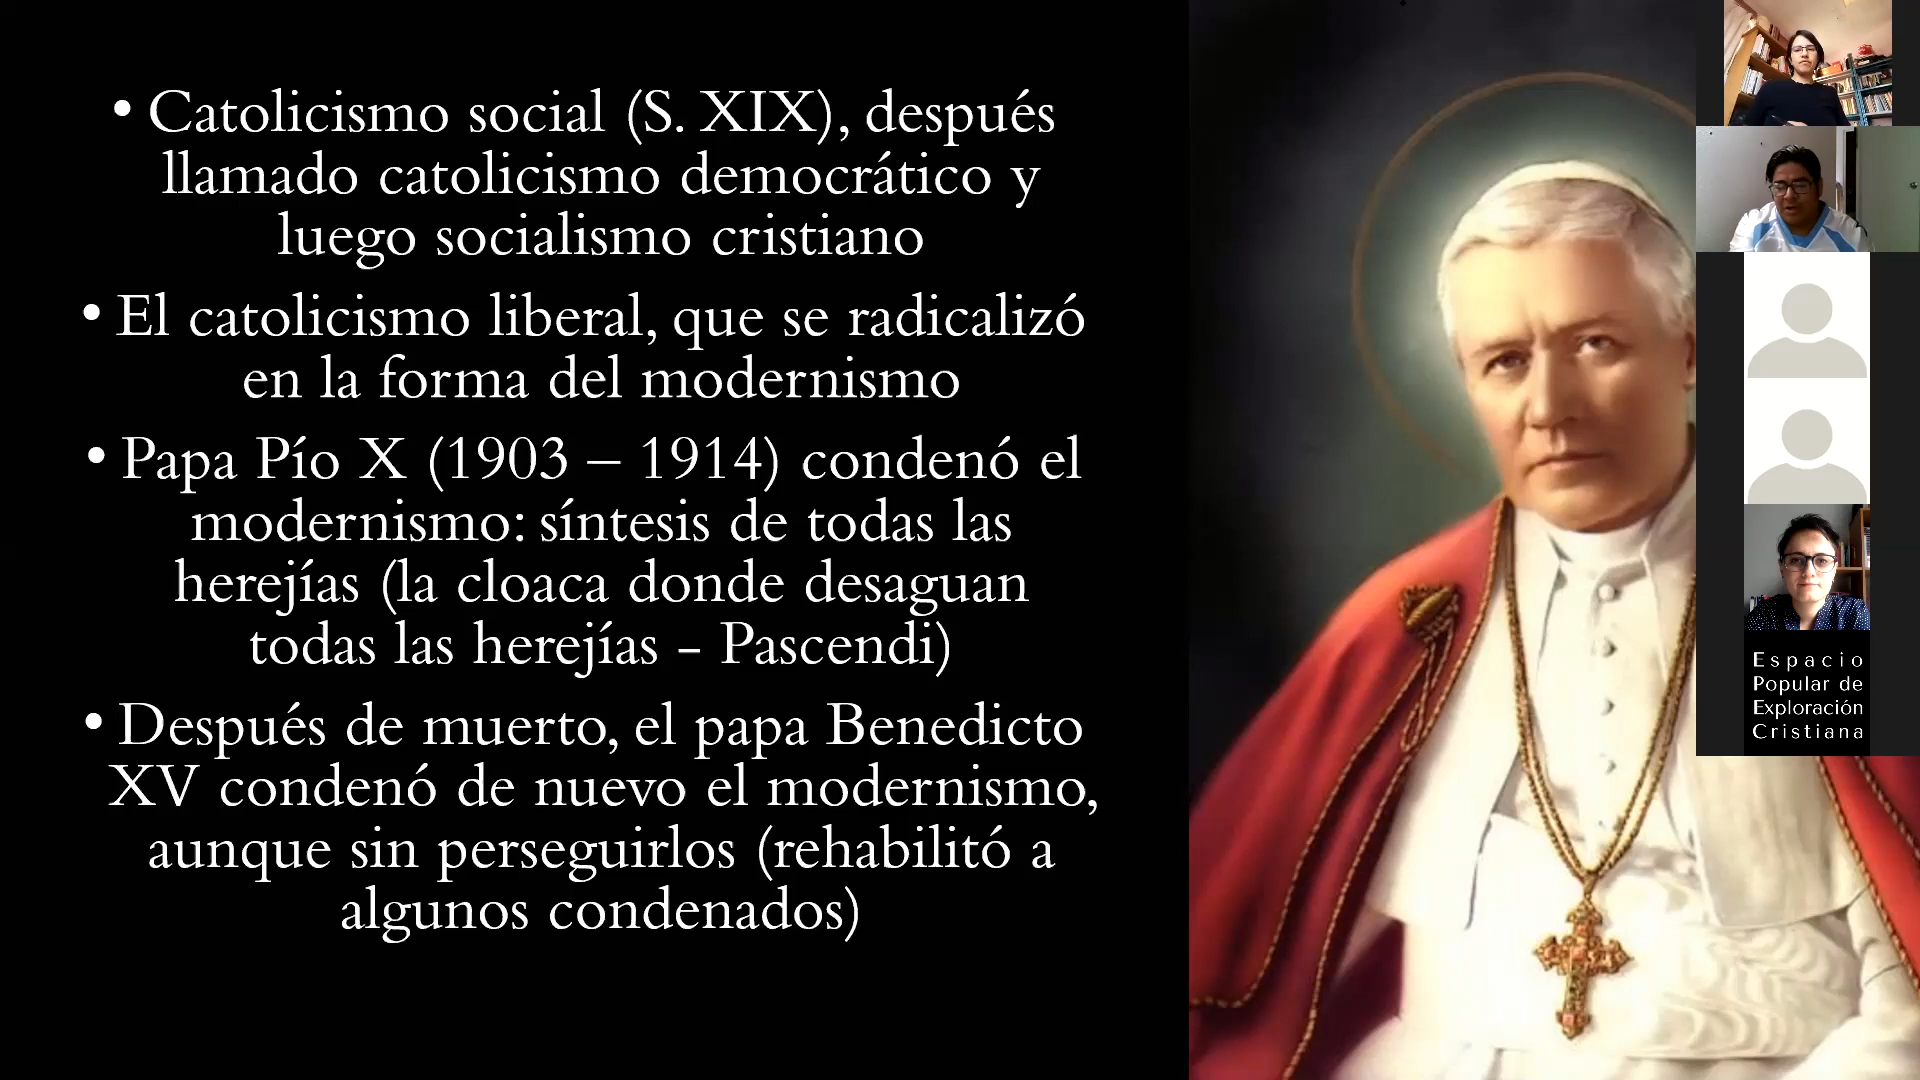 • Catolicismo social (S. XIX), después
llamado catolicismo democrático y
luego socialismo cristiano
• El catolicismo liberal, que se radicalizó
en la forma del modernismo
• Papa Pío X (1903 – 1914) condenó el
modernismo: síntesis de todas las
herejías (la cloaca donde desaguan
todas las herejías – Pascendi)
• Después de muerto, el papa Benedicto
XV condenó de nuevo el modernismo,
aunque sin perseguirlos (rehabilitó a
algunos condenados)
Espacio
Popular de
Exploración
Cristiana